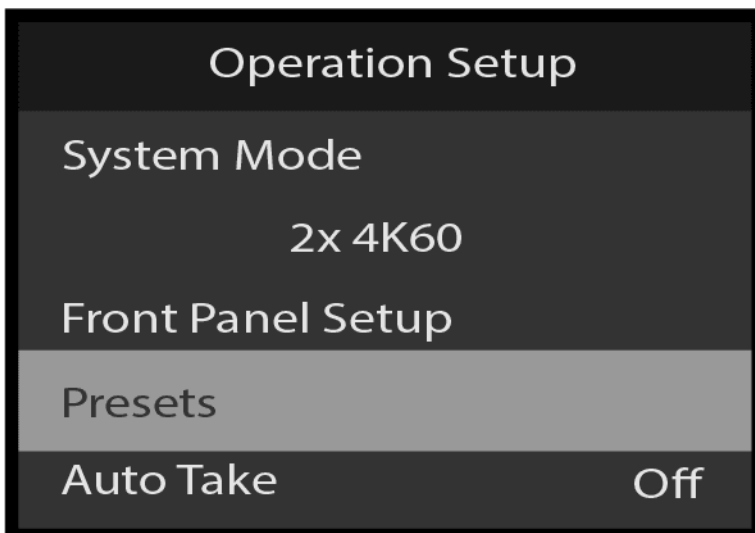 Operation Setup
System Mode
2x 4K60
Front Panel Setup
Presets
Auto Take Off